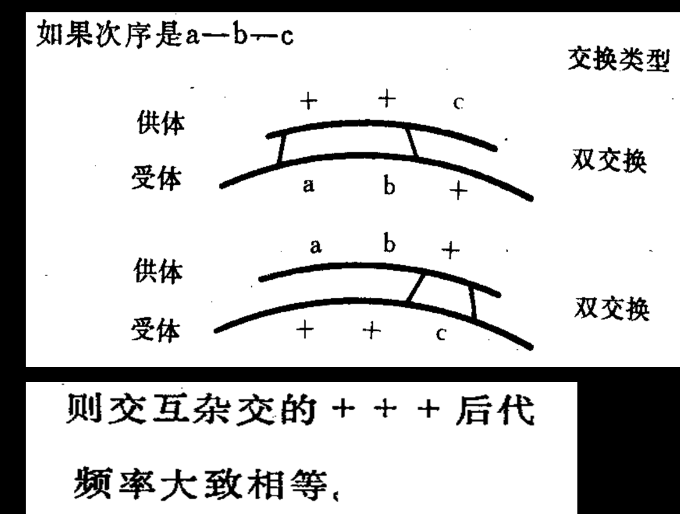 如果次序是a—b—c
交换类型
+ + c
供体
受体
双交换
a b +
a b +
供体
受体
双交换
+ + c
则交互杂交的+ + +后代
频率大致相等、